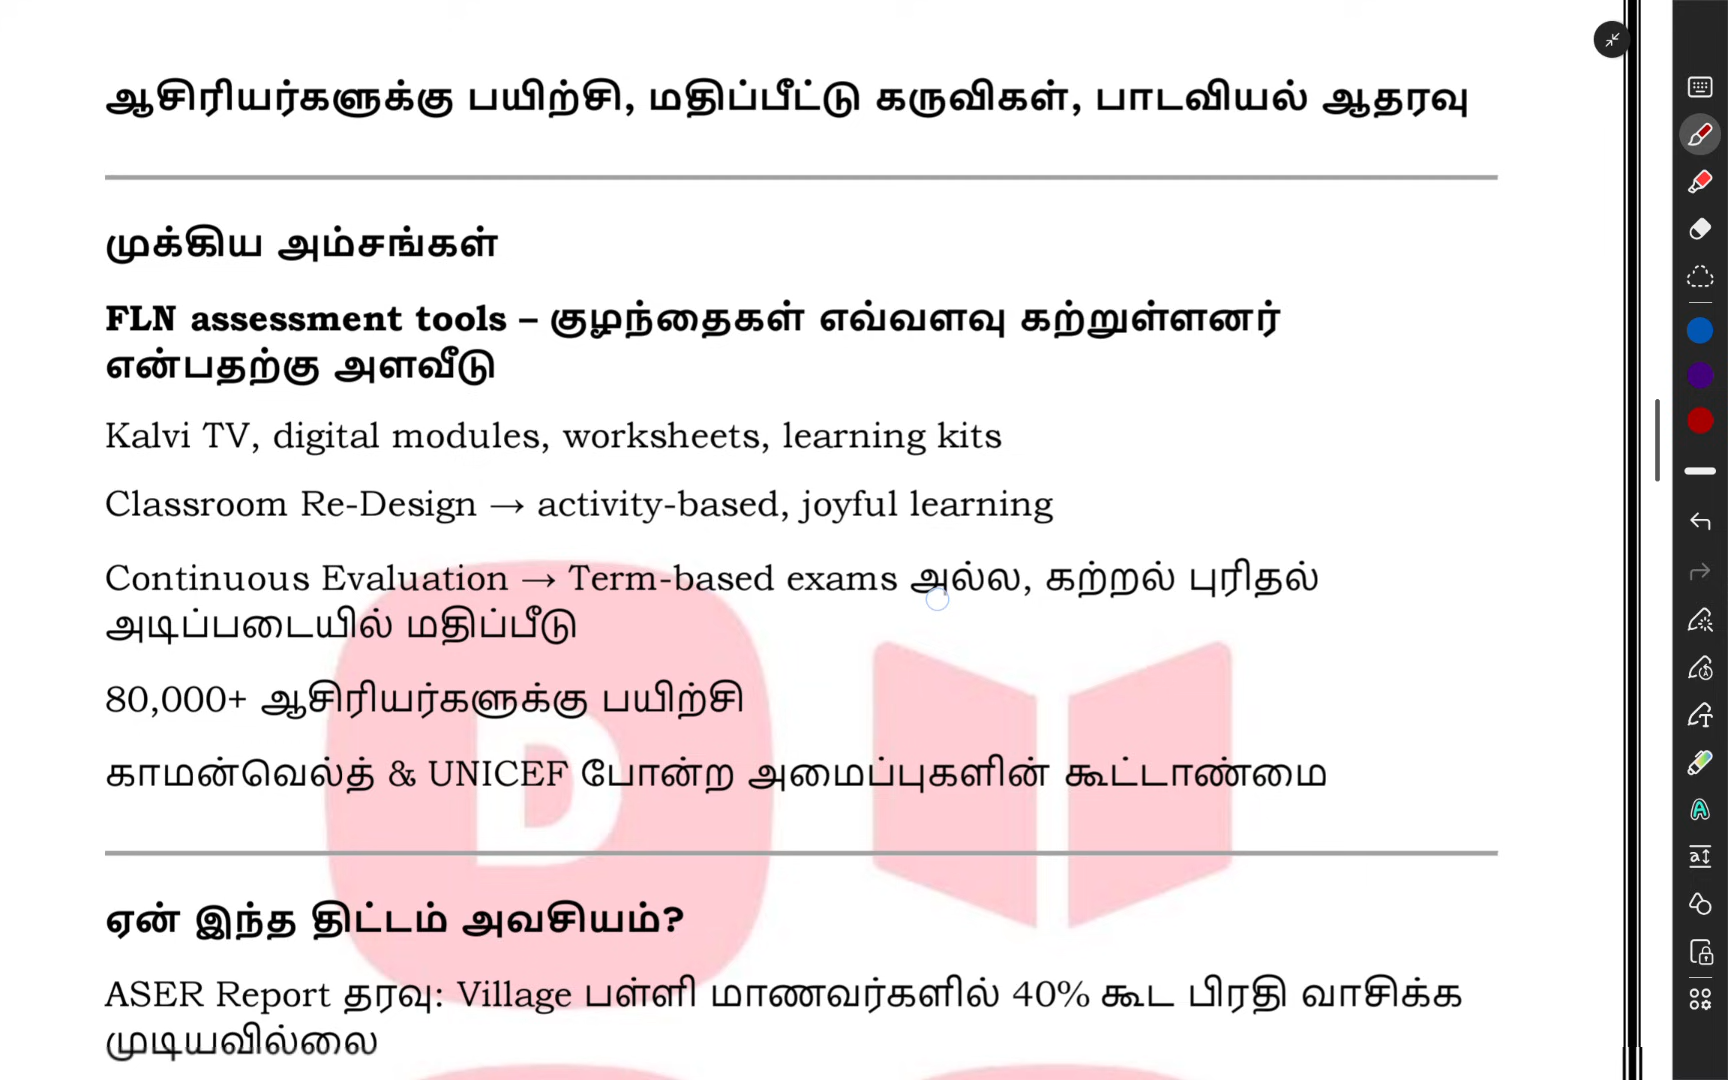 ஆசிரியர்களுக்கு பயிற்சி, மதிப்பீட்டு கருவிகள், பாடவியல் ஆதரவு
முக்கிய அம்சங்கள்
FLN assessment tools – குழந்தைகள் எவ்வளவு கற்றுள்ளனர்
என்பதற்கு அளவீடு
Kalvi TV, digital modules, worksheets, learning kits
Classroom Re-Design → activity-based, joyful learning
Continuous Evaluation → Term-based exams அல்ல, கற்றல் புரிதல்
அடிப்படையில் மதிப்பீடு
80,000+ ஆசிரியர்களுக்கு பயிற்சி
காமன்வெல்த் & UNICEF போன்ற அமைப்புகளின் கூட்டாண்மை
D
ஏன் இந்த திட்டம் அவசியம்?
ASER Report தரவு: Village பள்ளி மாணவர்களில் 40% கூட பிரதி வாசிக்க
முடியவில்லை